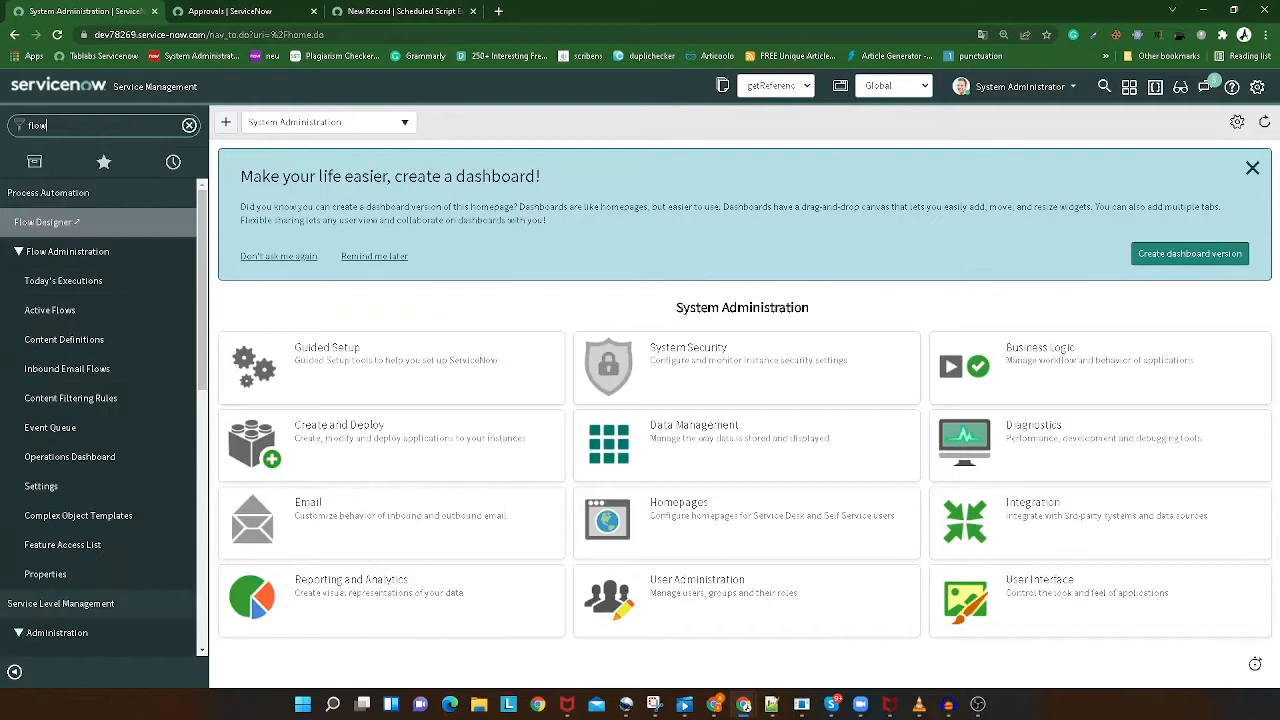 System Administration | Service
Approvals | ServiceNow
New Record | Scheduled Script E
dev78269.service-now.com/nav_to.do?uri=%2Fhome.do
Apps
Tablabs Servicenow
System Administrat...
neu
Plagiarism Checker...
Grammarly
250+ Interesting Fre...
scribens
duplichecker
Articoolo
FREE Unique Article...
Article Generator -...
punctuation
Other bookmarks
Reading list
servicenow Service Management
getReferenc
Global
System Administrator
3
flow
System Administration
Process Automation
Flow Designer
Flow Administration
Today's Executions
Active Flows
Content Definitions
Inbound Email Flows
Content Filtering Rules
Event Queue
Operations Dashboard
Settings
Complex Object Templates
Feature Access List
Properties
Service Level Management
Administration
Make your life easier, create a dashboard!
Did you know you can create a dashboard version of this homepage? Dashboards are like homepages, but easier to use. Dashboards have a drag-and-drop canvas that lets you easily add, move, and resize widgets. You can also add multiple tabs.
Flexible sharing lets any user view and collaborate on dashboards with you!
Don't ask me again
Remind me later
Create dashboard version
System Administration
Guided Setup
Guided Setup tools to help you set up ServiceNow
System Security
Configure and monitor instance security settings
Business Logic
Manage workflow and behavior of applications
Create and Deploy
Create, modify and deploy applications to your instances
Data Management
Manage the way data is stored and displayed
Diagnostics
Performance, development and debugging tools
Email
Customize behavior of inbound and outbound email
Homepages
Configure homepages for Service Desk and Self Service users
Integration
Integrate with 3rd-party systems and data sources
Reporting and Analytics
Create visual representations of your data
User Administration
Manage users, groups and their roles
User Interface
Control the look and feel of applications